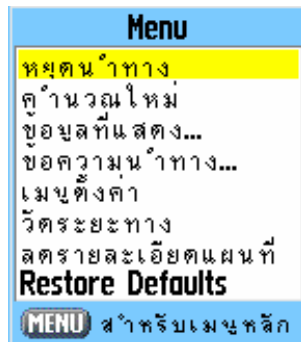 Menu
หยุดนำทาง
คำนวณใหม่
ข้อมูลที่แสดง...
ข้อความนำทาง...
เมนูตั้งค่า
วัดระยะทาง
ลดรายละเอียดแผนที่
Restore Defaults
MENU สำหรับเมนูหลัก